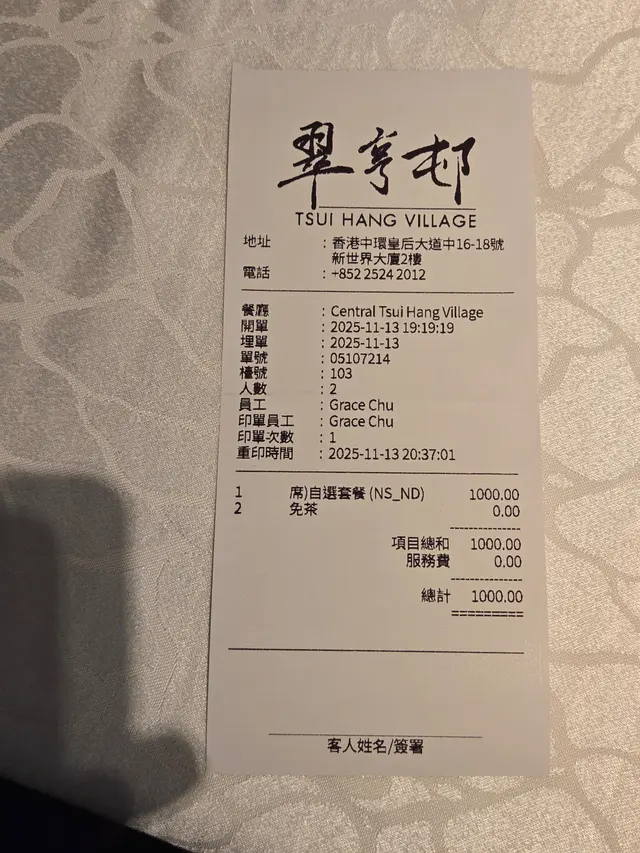 翠亨邨
TSUI HANG VILLAGE
地址 : 香港中環皇后大道中16-18號
新世界大廈2樓
電話 : +852 2524 2012
餐廳 : Central Tsui Hang Village
開單 : 2025-11-13 19:19:19
埋單 : 2025-11-13
單號 : 05107214
檯號 : 103
人數 : 2
員工 : Grace Chu
印單員工 : Grace Chu
印單次數 : 1
重印時間 : 2025-11-13 20:37:01
1 席)自選套餐 (NS_ND) 1000.00
2 免茶 0.00
項目總和 1000.00
服務費 0.00
總計 1000.00
客人姓名/簽署